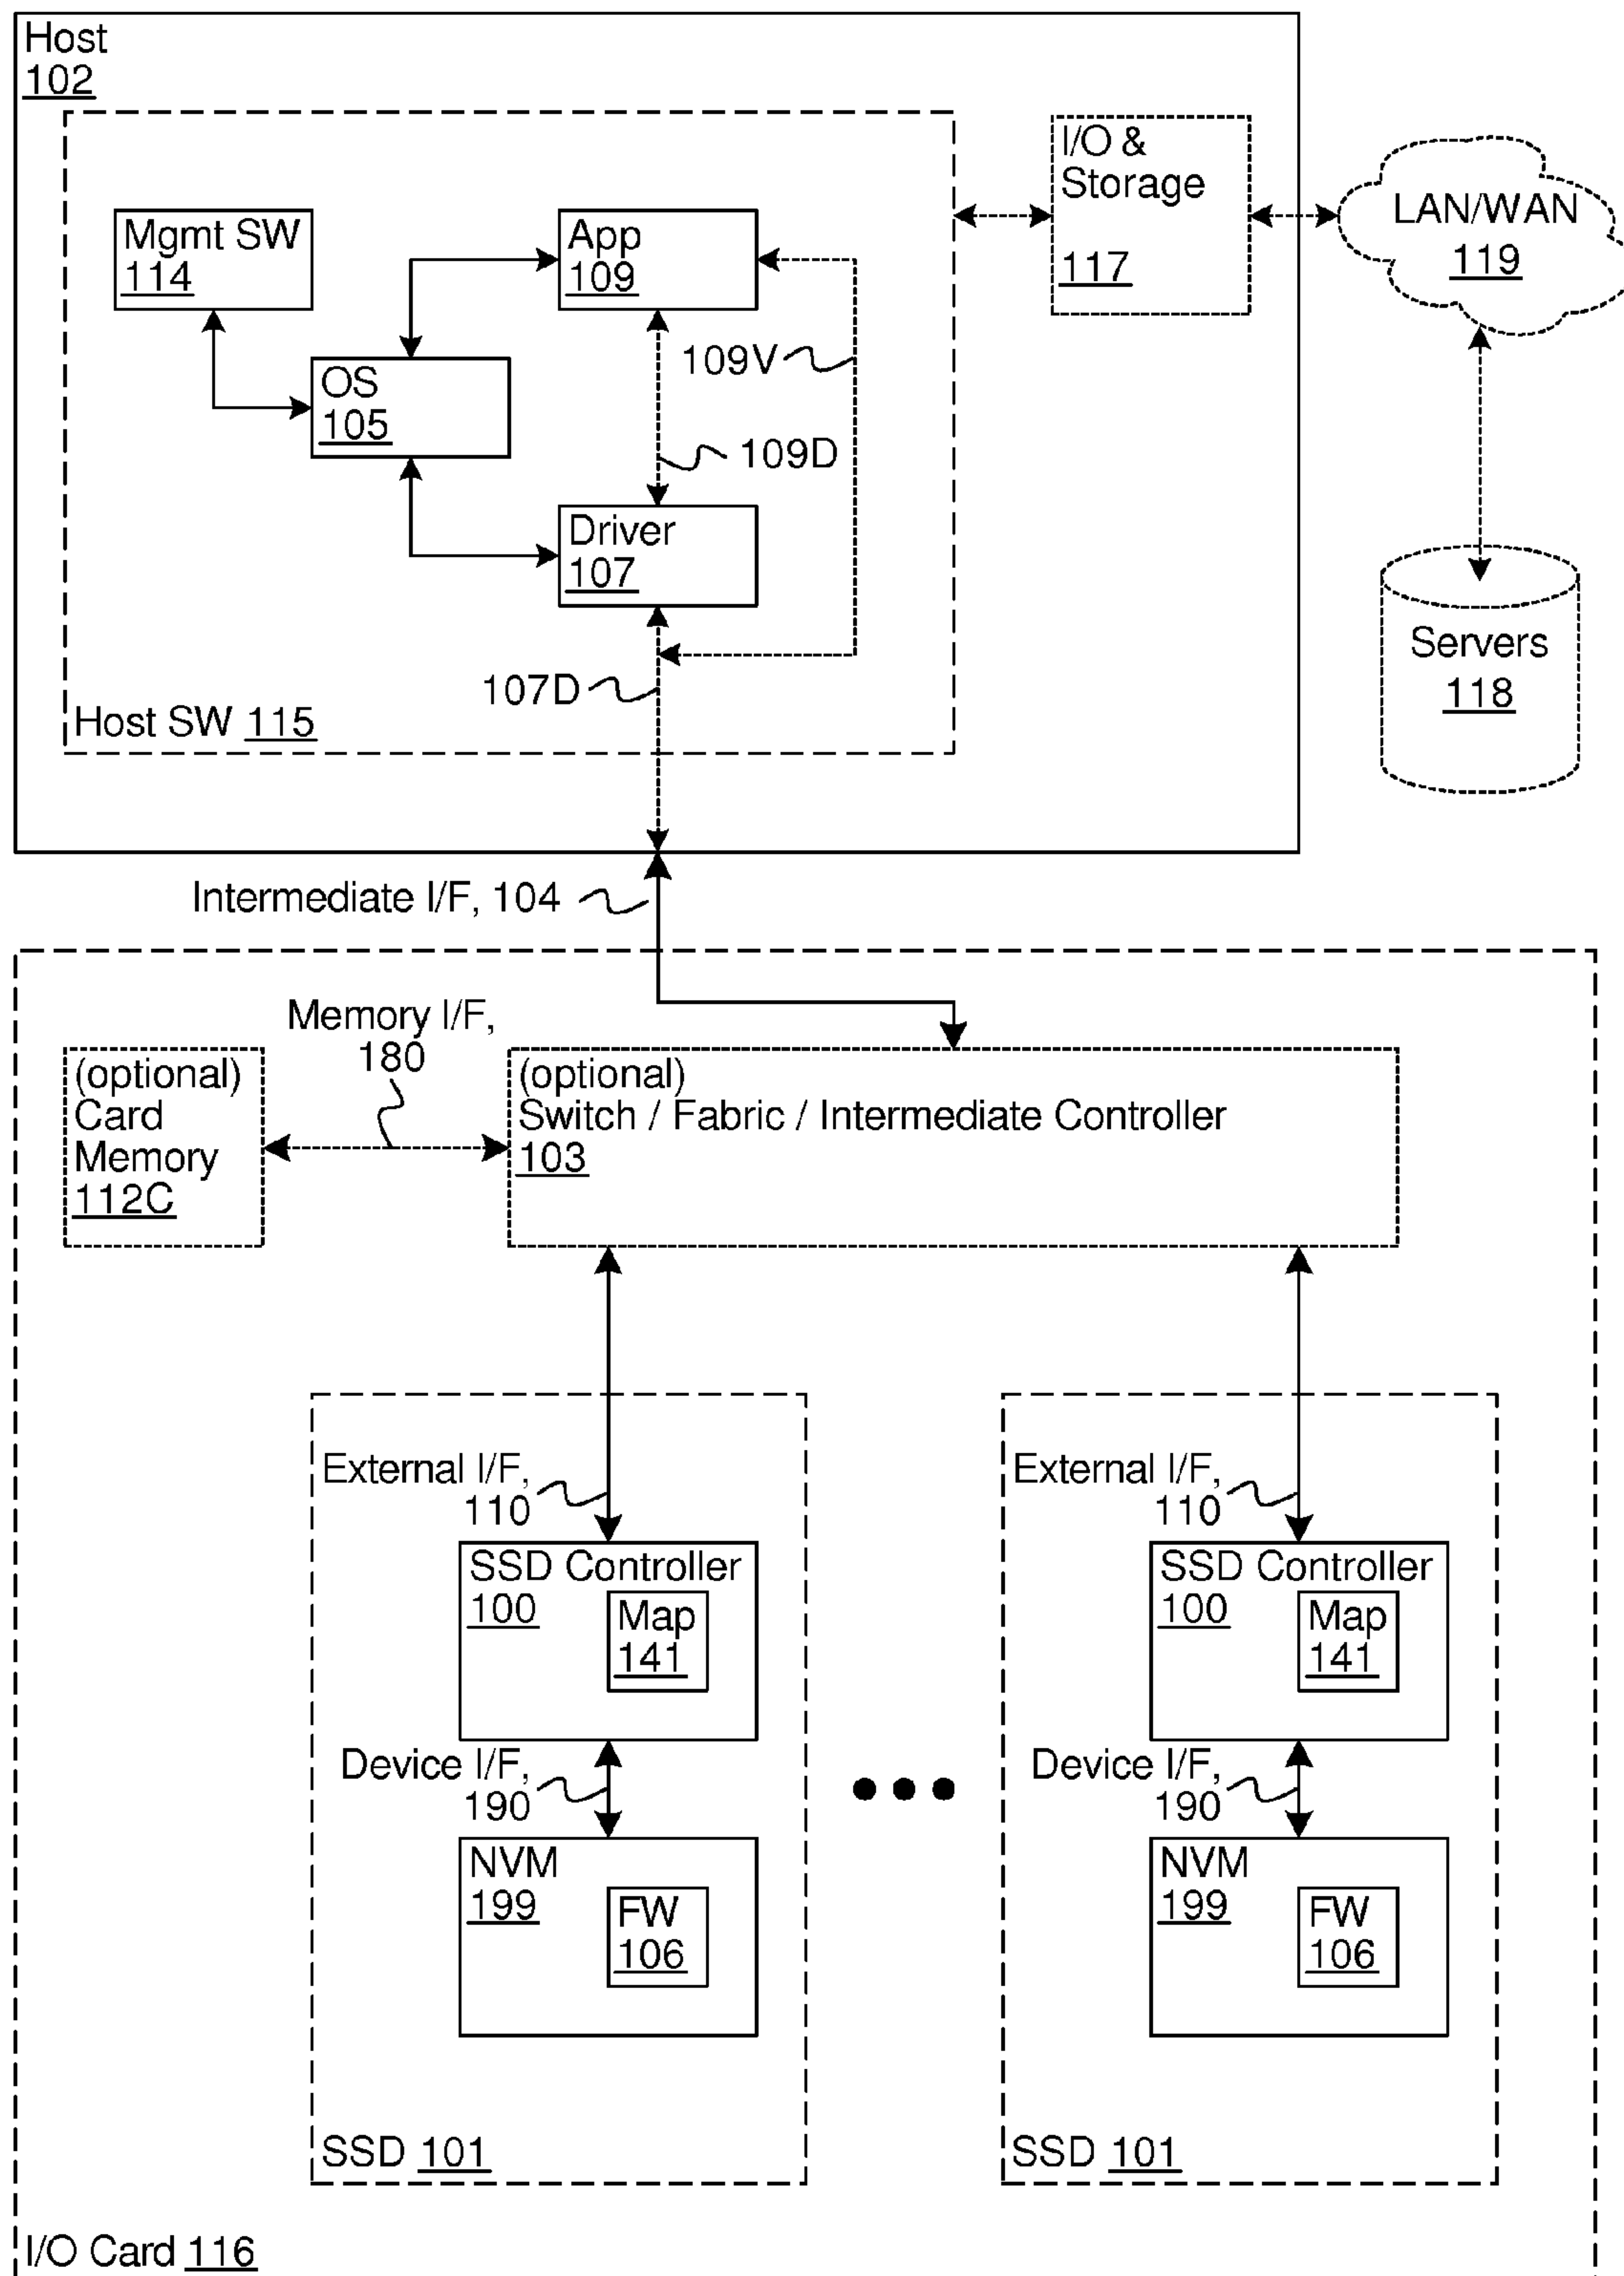 Host
102
I/O &
Storage
117
LAN/WAN
119
Mgmt SW
114
App
109
109V
OS
105
109D
Driver
107
107D
Servers
118
Host SW 115
Intermediate I/F, 104
Memory I/F,
180
(optional)
Card
Memory
112C
(optional)
Switch / Fabric / Intermediate Controller
103
External I/F,
110
SSD Controller
100
Map
141
Device I/F,
190
NVM
199
FW
106
SSD 101
External I/F,
110
SSD Controller
100
Map
141
Device I/F,
190
NVM
199
FW
106
SSD 101
I/O Card 116